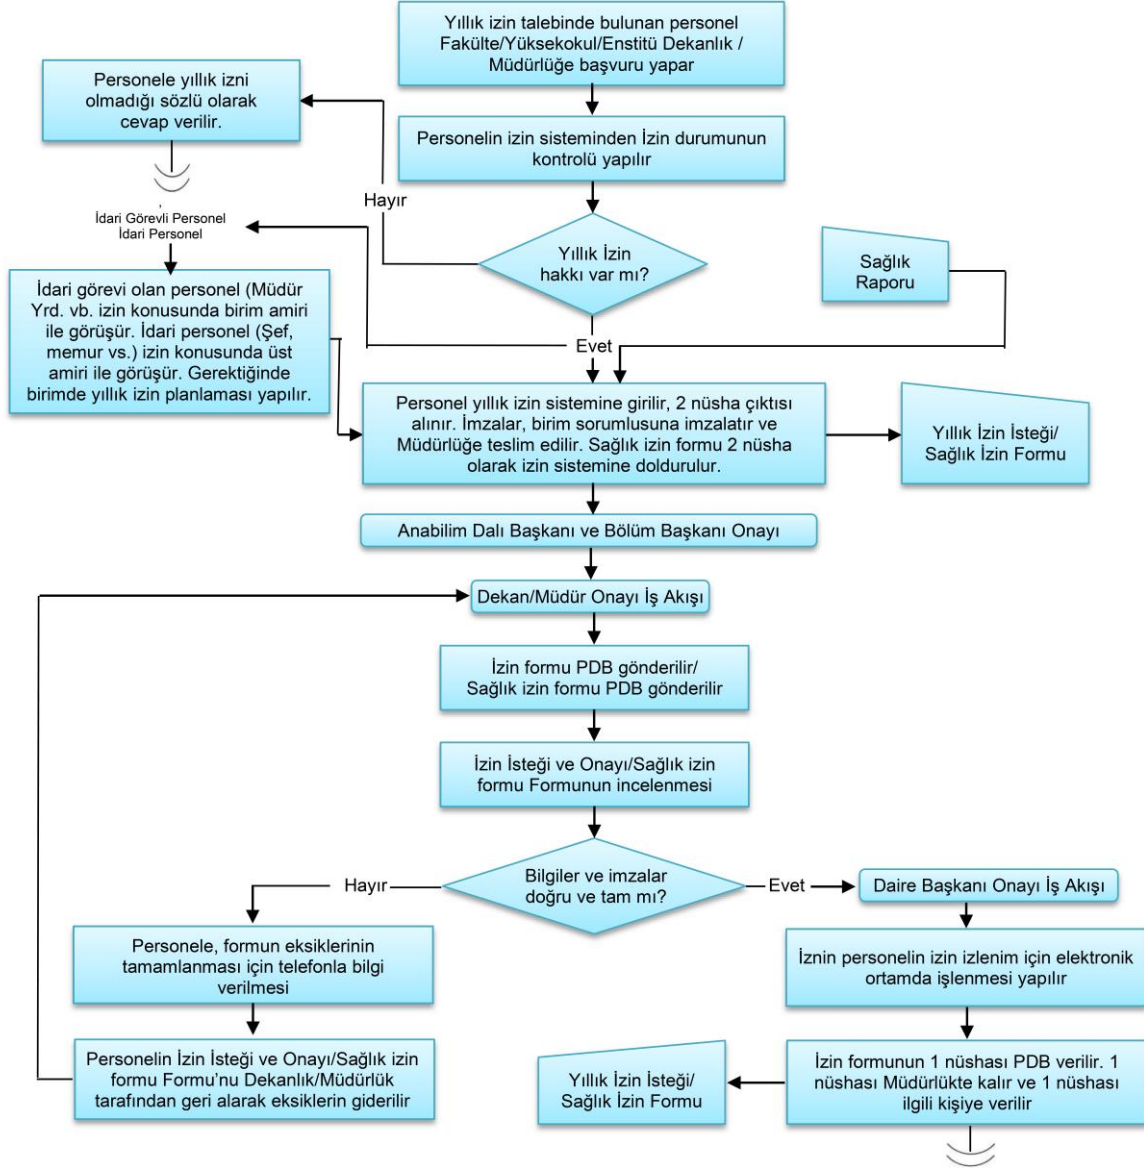 Yıllık izin talebinde bulunan personel
Fakülte/Yüksekokul/Enstitü Dekanlık /
Müdürlüğe başvuru yapar
Personele yıllık izni
olmadığı sözlü olarak
cevap verilir.
Personelin izin sisteminden İzin durumunun
kontrolü yapılır
Hayır
,
İdari Görevli Personel
İdari Personel
Yıllık İzin
hakkı var mı?
Sağlık
Raporu
İdari görevi olan personel (Müdür
Yrd. vb. izin konusunda birim amiri
ile görüşür. İdari personel (Şef,
memur vs.) izin konusunda üst
amiri ile görüşür. Gerektiğinde
birimde yıllık izin planlaması yapılır.
Evet
Personel yıllık izin sistemine girilir, 2 nüsha çıktısı
alınır. İmzalar, birim sorumlusuna imzalatır ve
Müdürlüğe teslim edilir. Sağlık izin formu 2 nüsha
olarak izin sistemine doldurulur.
Yıllık İzin İsteği/
Sağlık İzin Formu
Anabilim Dalı Başkanı ve Bölüm Başkanı Onayı
Dekan/Müdür Onayı İş Akışı
İzin formu PDB gönderilir/
Sağlık izin formu PDB gönderilir
İzin İsteği ve Onayı/Sağlık izin
formu Formunun incelenmesi
Bilgiler ve imzalar
doğru ve tam mı?
Hayır
Evet
Daire Başkanı Onayı İş Akışı
Personele, formun eksiklerinin
tamamlanması için telefonla bilgi
verilmesi
İznin personelin izin izlenim için elektronik
ortamda işlenmesi yapılır
Personelin İzin İsteği ve Onayı/Sağlık izin
formu Formu’nu Dekanlık/Müdürlük
tarafından geri alarak eksiklerin giderilir
Yıllık İzin İsteği/
Sağlık İzin Formu
İzin formunun 1 nüshası PDB verilir. 1
nüshası Müdürlükte kalır ve 1 nüshası
ilgili kişiye verilir